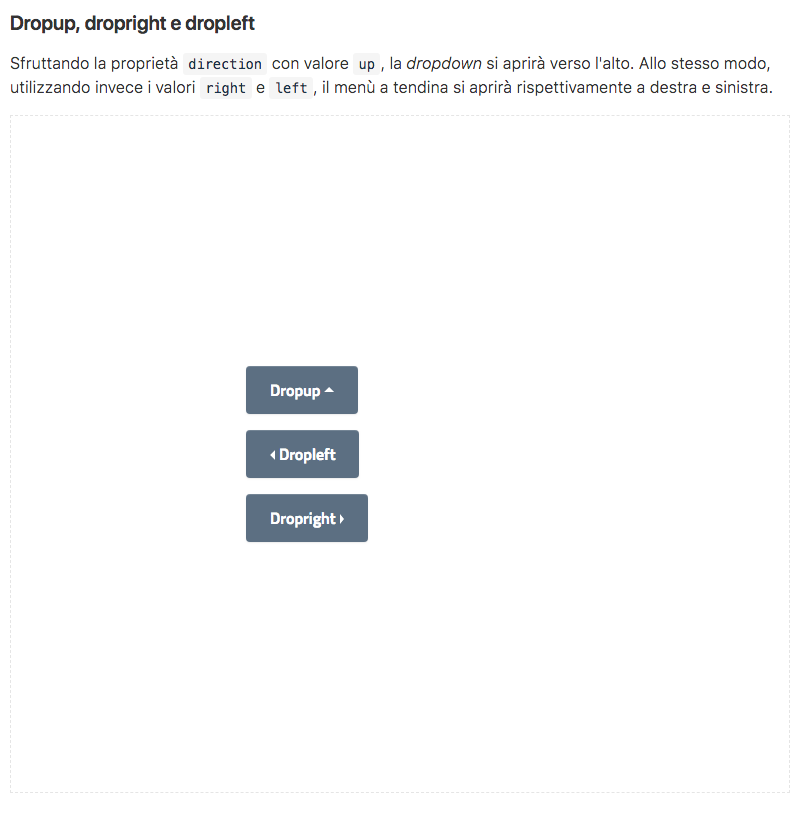 Dropup, dropright e dropleft
Sfruttando la proprietà direction con valore up, la dropdown si aprirà verso l'alto. Allo stesso modo,
utilizzando invece i valori right e left, il menù a tendina si aprirà rispettivamente a destra e sinistra.
Dropup
Dropleft
Dropright